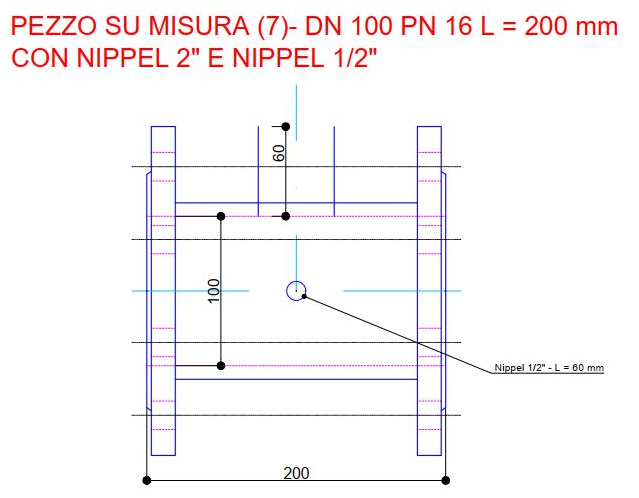 PEZZO SU MISURA (7)- DN 100 PN 16 L = 200 mm
CON NIPPEL 2" E NIPPEL 1/2"
60
100
Nippel 1/2" - L = 60 mm
200